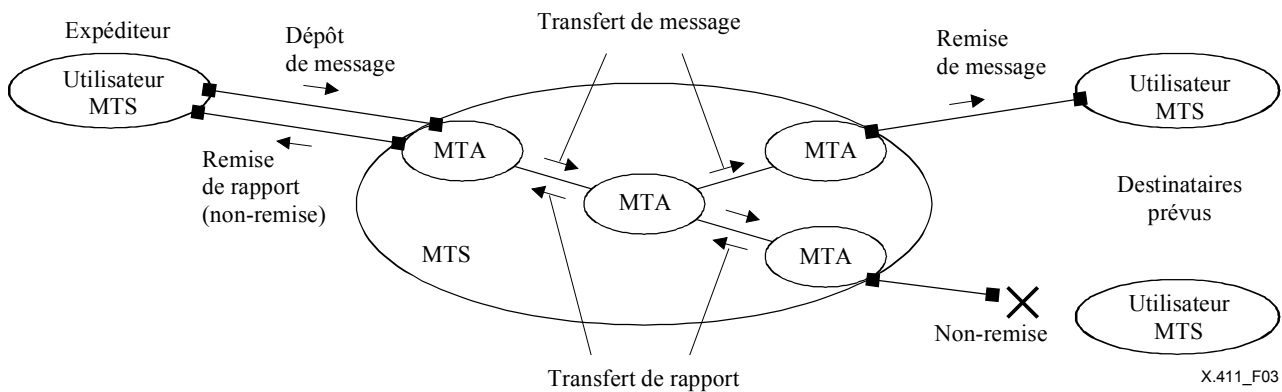 Expéditeur
Utilisateur
MTS
Dépôt
de message
Transfert de message
Remise
de message
Utilisateur
MTS
Remise
de rapport
(non-remise)
MTA
MTA
MTA
MTA
MTS
Destinataires
prévus
Non-remise
Utilisateur
MTS
Transfert de rapport
X.411_F03